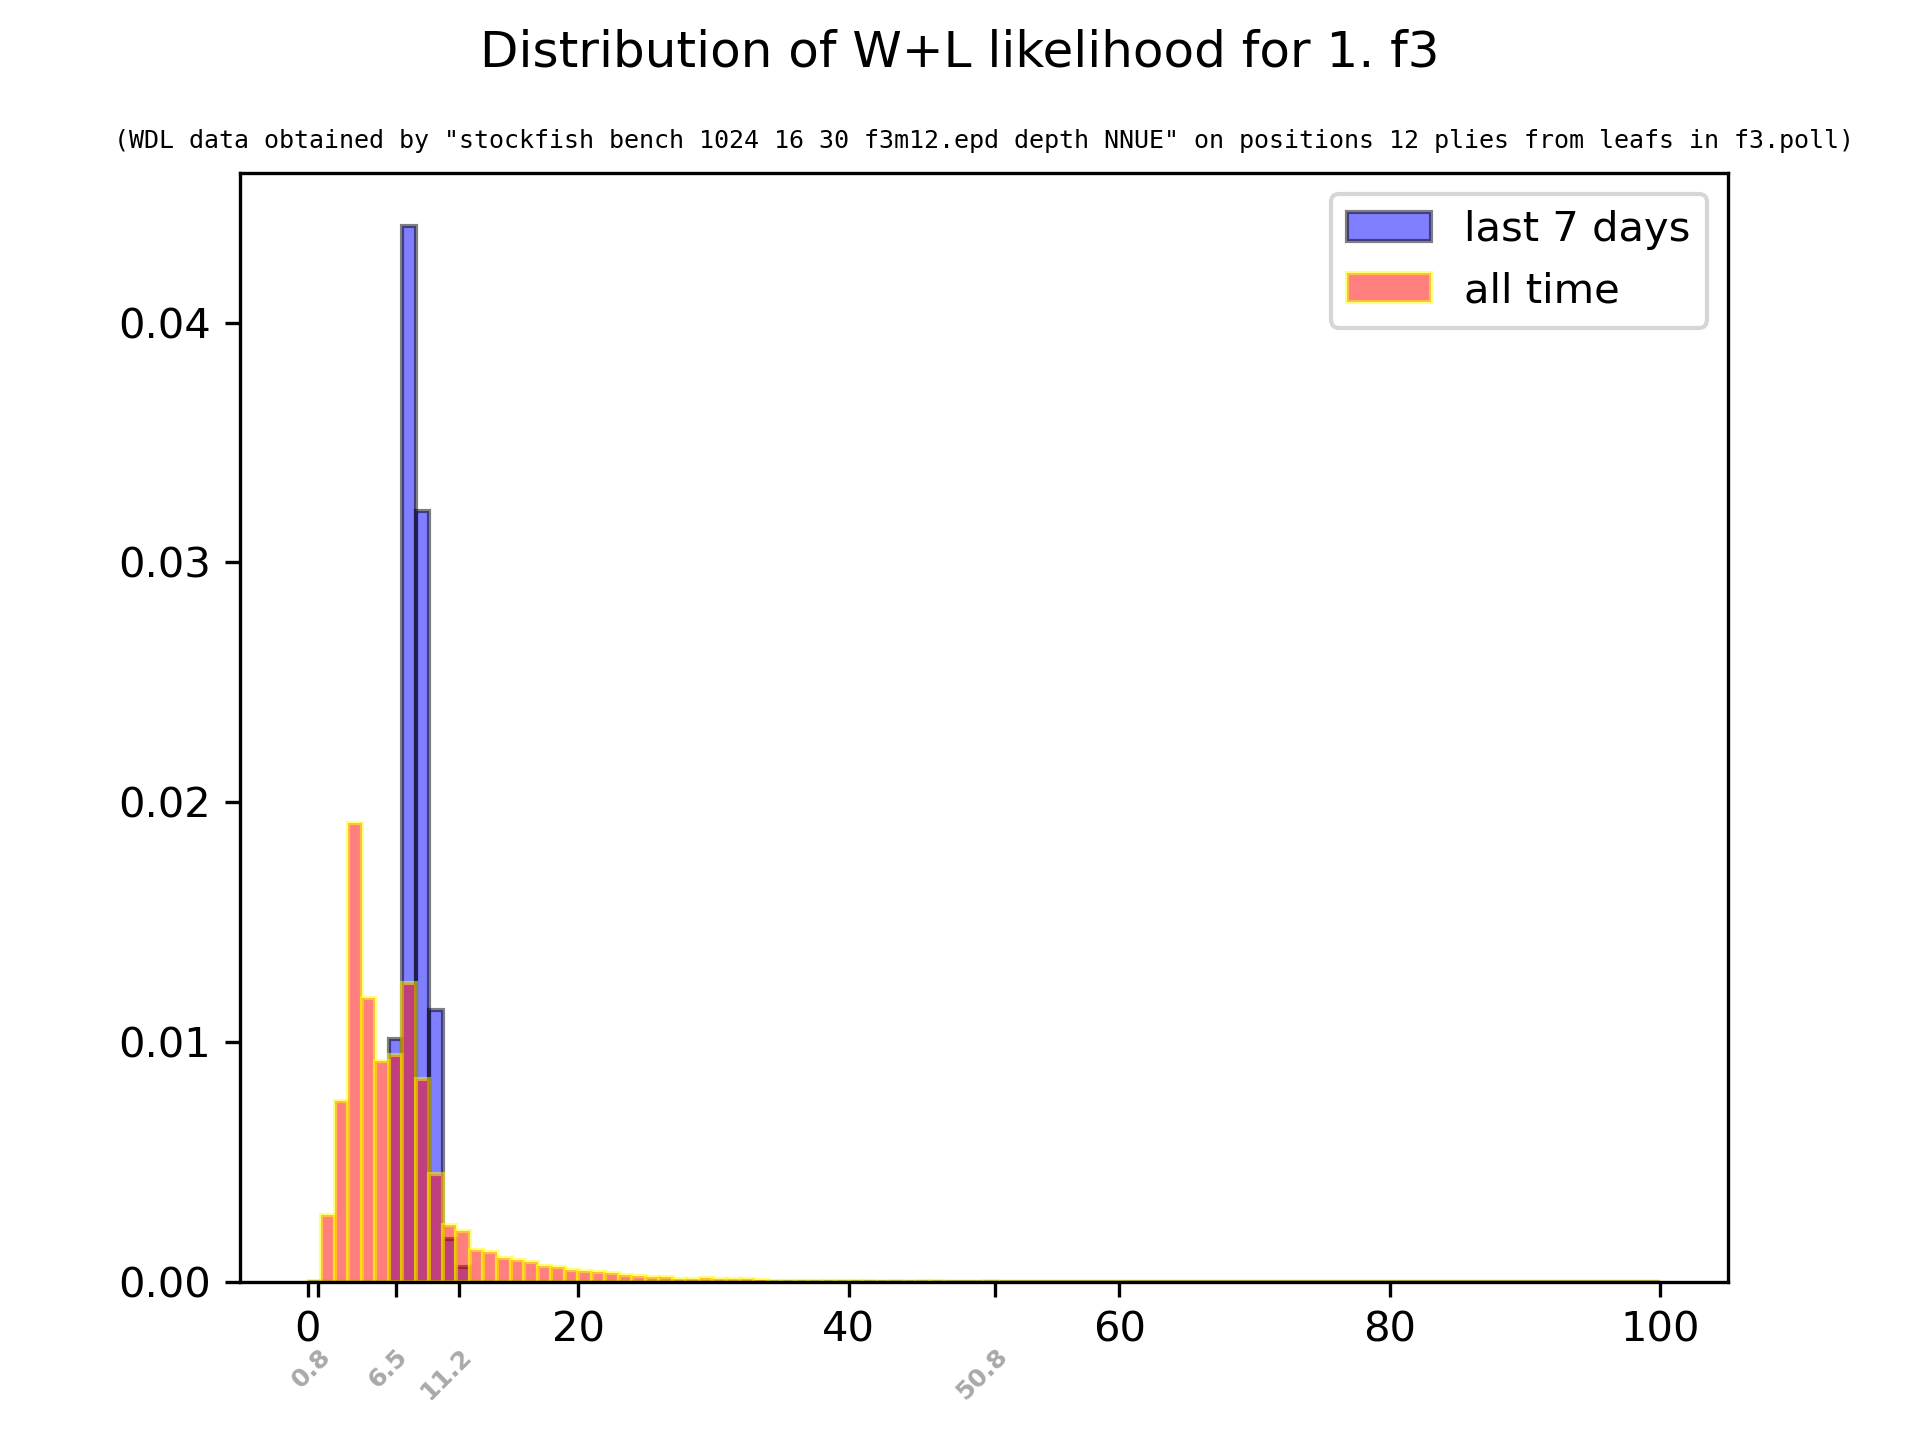 Distribution of W+L likelihood for 1. f3
(WDL data obtained by "stockfish bench 1024 16 30 f3m12.epd depth NNUE" on positions 12 plies from leafs in f3.poll)
last 7 days
all time
0.04
0.03
0.02
0.01
0.00
0 20 40 60 80 100
0.8 6.5 11.2 50.8